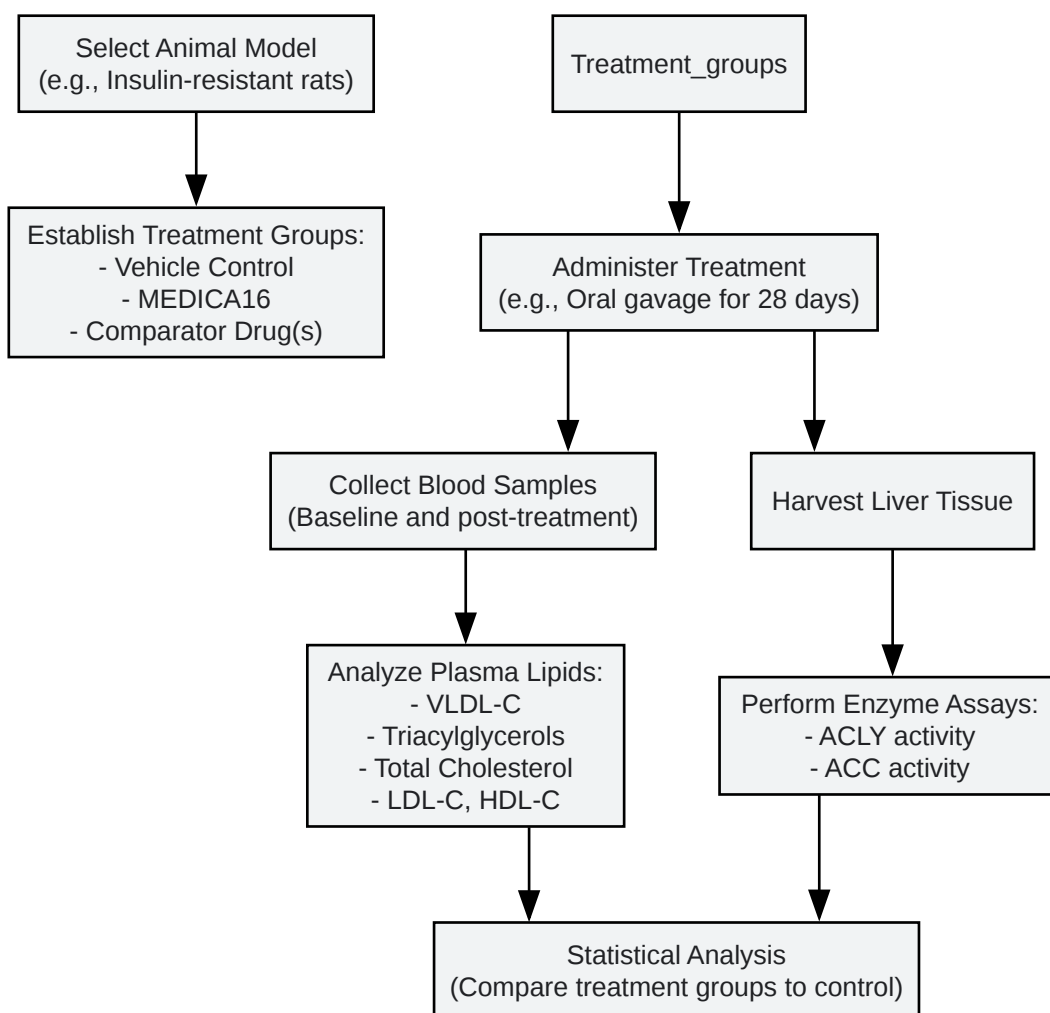 Select Animal Model
(e.g., Insulin-resistant rats)
Treatment_groups
Establish Treatment Groups:
- Vehicle Control
- MEDICA16
- Comparator Drug(s)
Administer Treatment
(e.g., Oral gavage for 28 days)
Collect Blood Samples
(Baseline and post-treatment)
Harvest Liver Tissue
Analyze Plasma Lipids:
- VLDL-C
- Triacylglycerols
- Total Cholesterol
- LDL-C, HDL-C
Perform Enzyme Assays:
- ACLY activity
- ACC activity
Statistical Analysis
(Compare treatment groups to control)